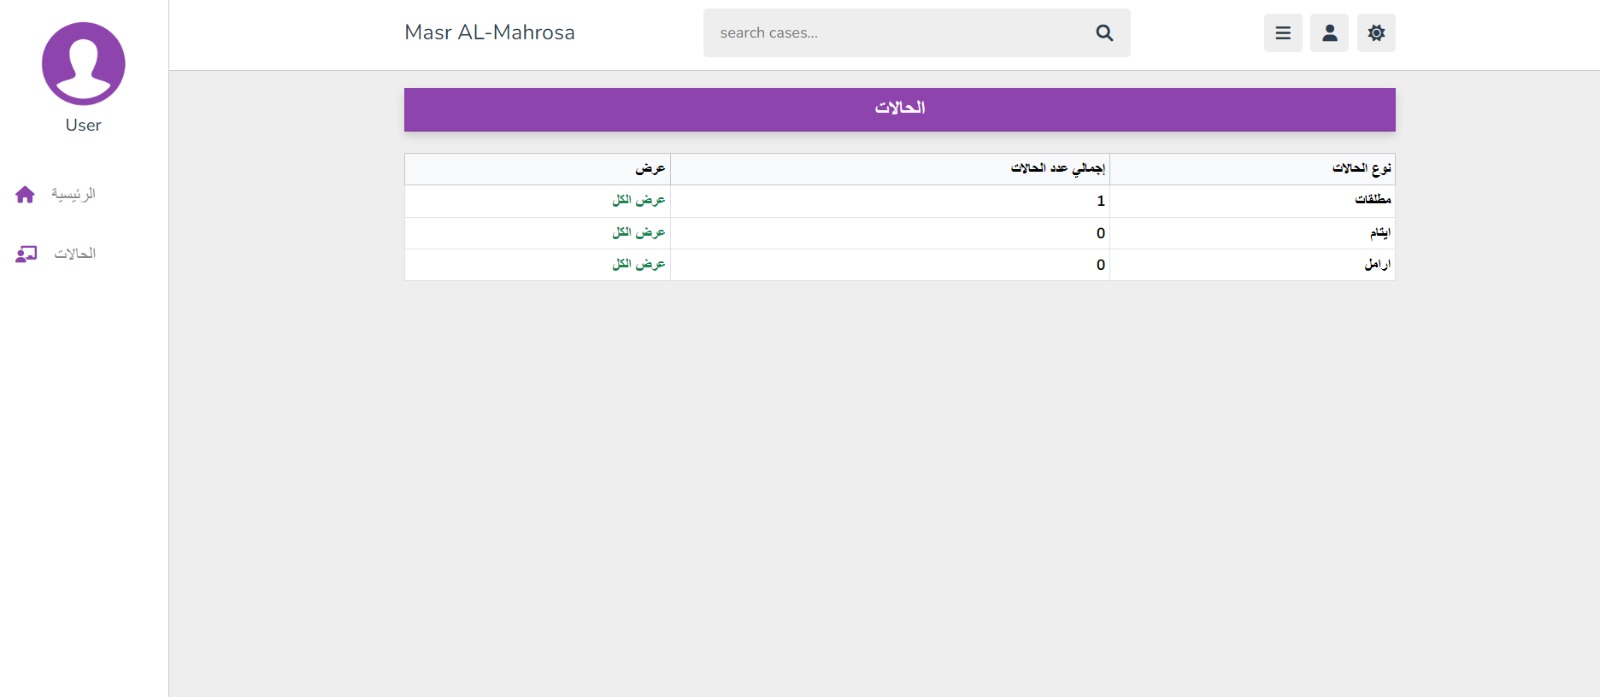 Masr AL-Mahrosa
search cases...
User
الرئيسية
الحالات
الحالات
نوع الحالات إجمالي عدد الحالات عرض
مطلقات 1 عرض الكل
ايتام 0 عرض الكل
ارامل 0 عرض الكل